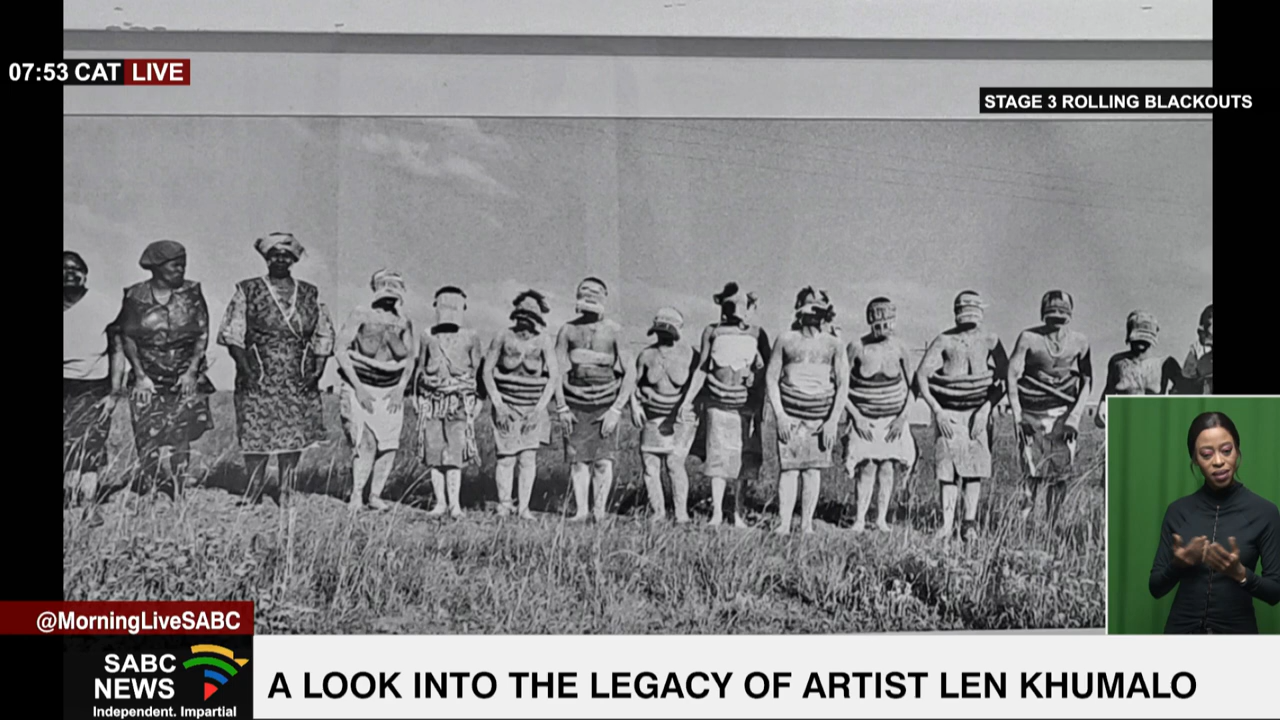 07:53 CAT LIVE
STAGE 3 ROLLING BLACKOUTS
@MorningLiveSABC
SABC
NEWS
Independent. Impartial
A LOOK INTO THE LEGACY OF ARTIST LEN KHUMALO